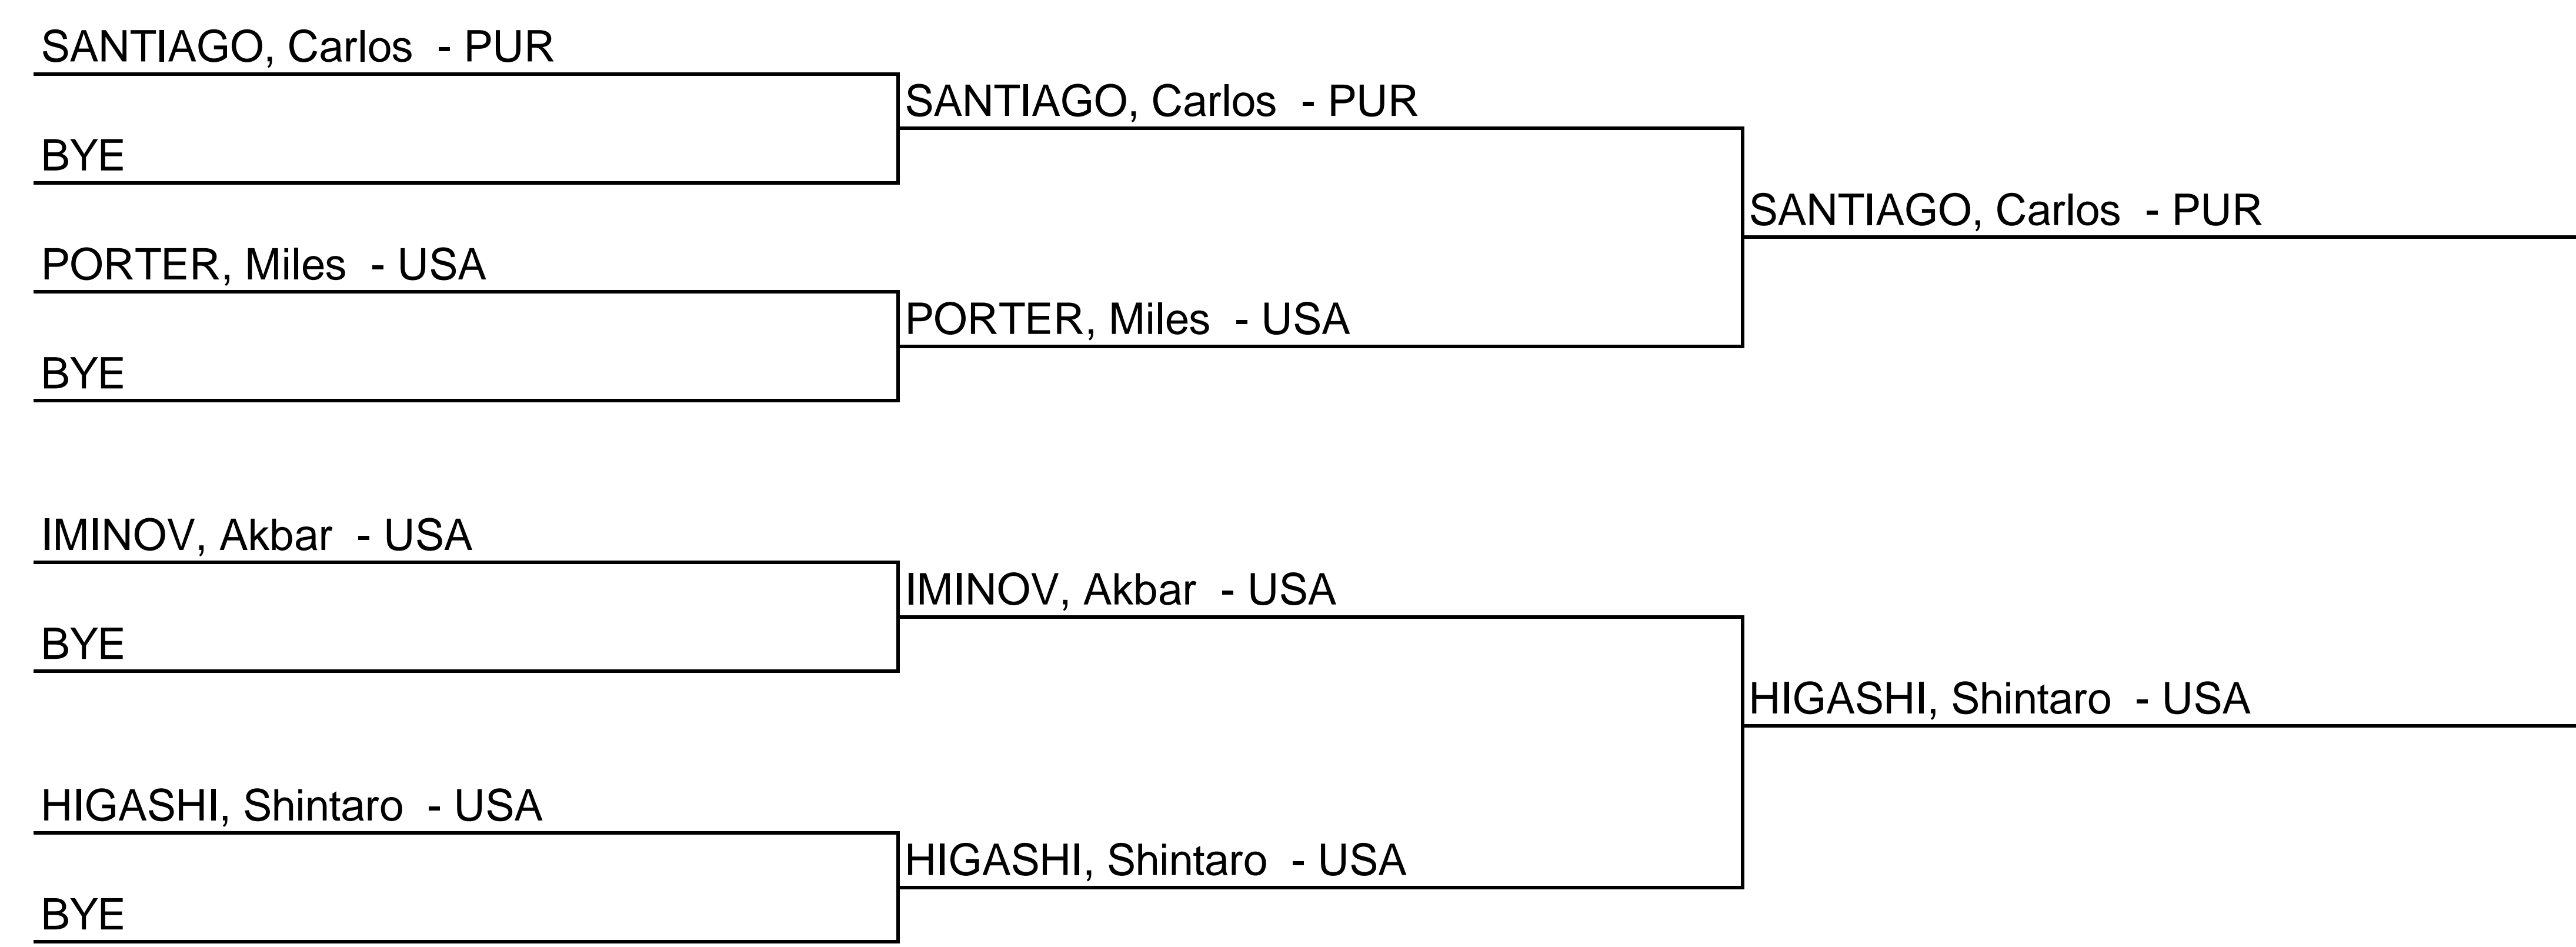 SANTIAGO, Carlos - PUR
SANTIAGO, Carlos - PUR
BYE
SANTIAGO, Carlos - PUR
PORTER, Miles - USA
PORTER, Miles - USA
BYE
IMINOV, Akbar - USA
IMINOV, Akbar - USA
BYE
HIGASHI, Shintaro - USA
HIGASHI, Shintaro - USA
HIGASHI, Shintaro - USA
BYE